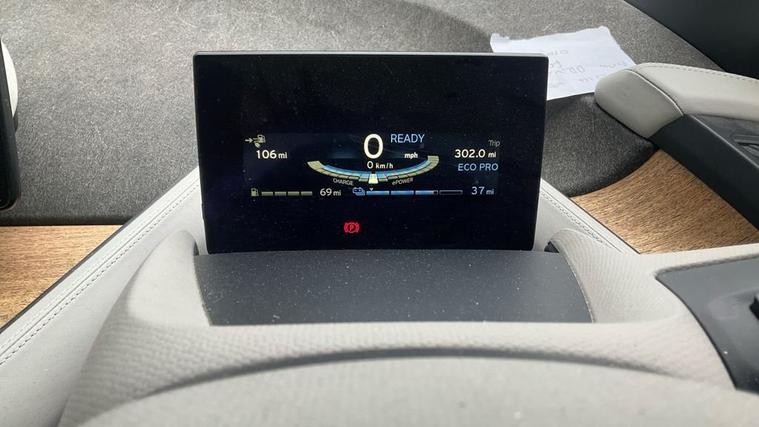 READY
0
mph
0 km/h
106 mi
Trip
302.0 mi
ECO PRO
CHARGE
ePOWER
69 mi
37 mi
P